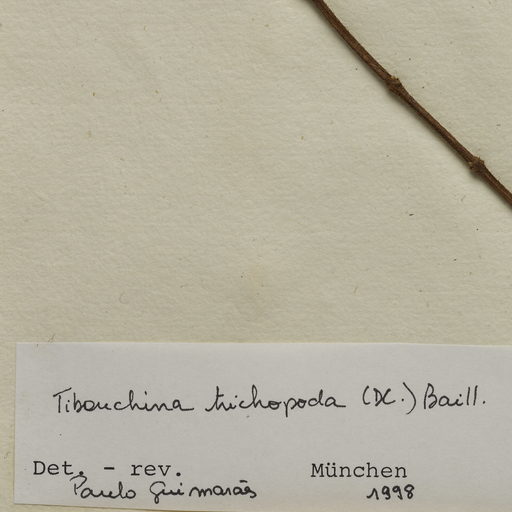 Tibouchina trichopoda (DC.) Baill.
Det. - rev. München
Paulo Guimarães 1998